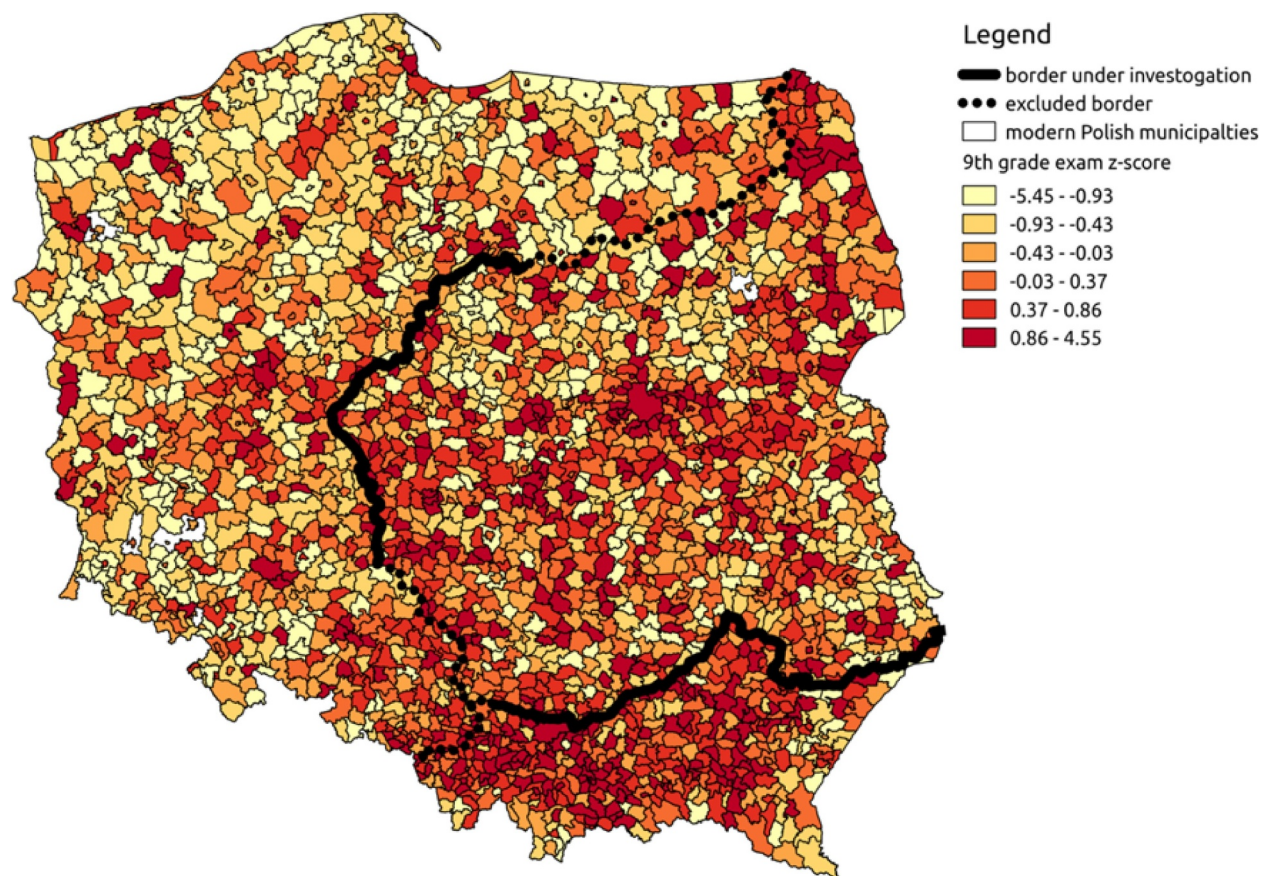 Legend
border under investogation
excluded border
modern Polish municipalties
9th grade exam z-score
-5.45 - -0.93
-0.93 - -0.43
-0.43 - -0.03
-0.03 - 0.37
0.37 - 0.86
0.86 - 4.55